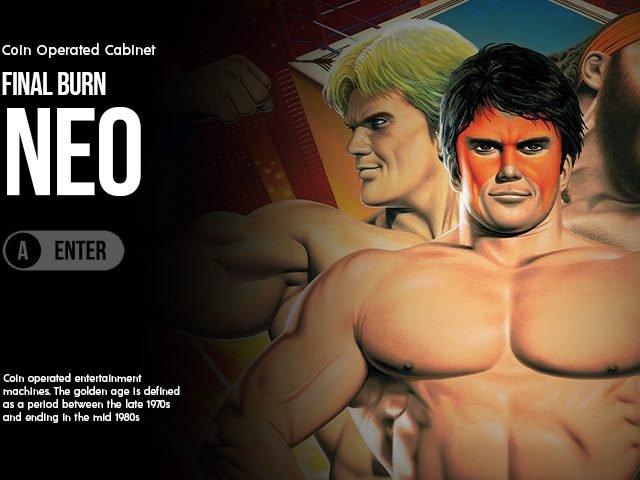 Coin Operated Cabinet
FINAL BURN
NEO
A ENTER
Coin operated entertainment
machines. The golden age is defined
as a period between the late 1970s
and ending in the mid 1980s